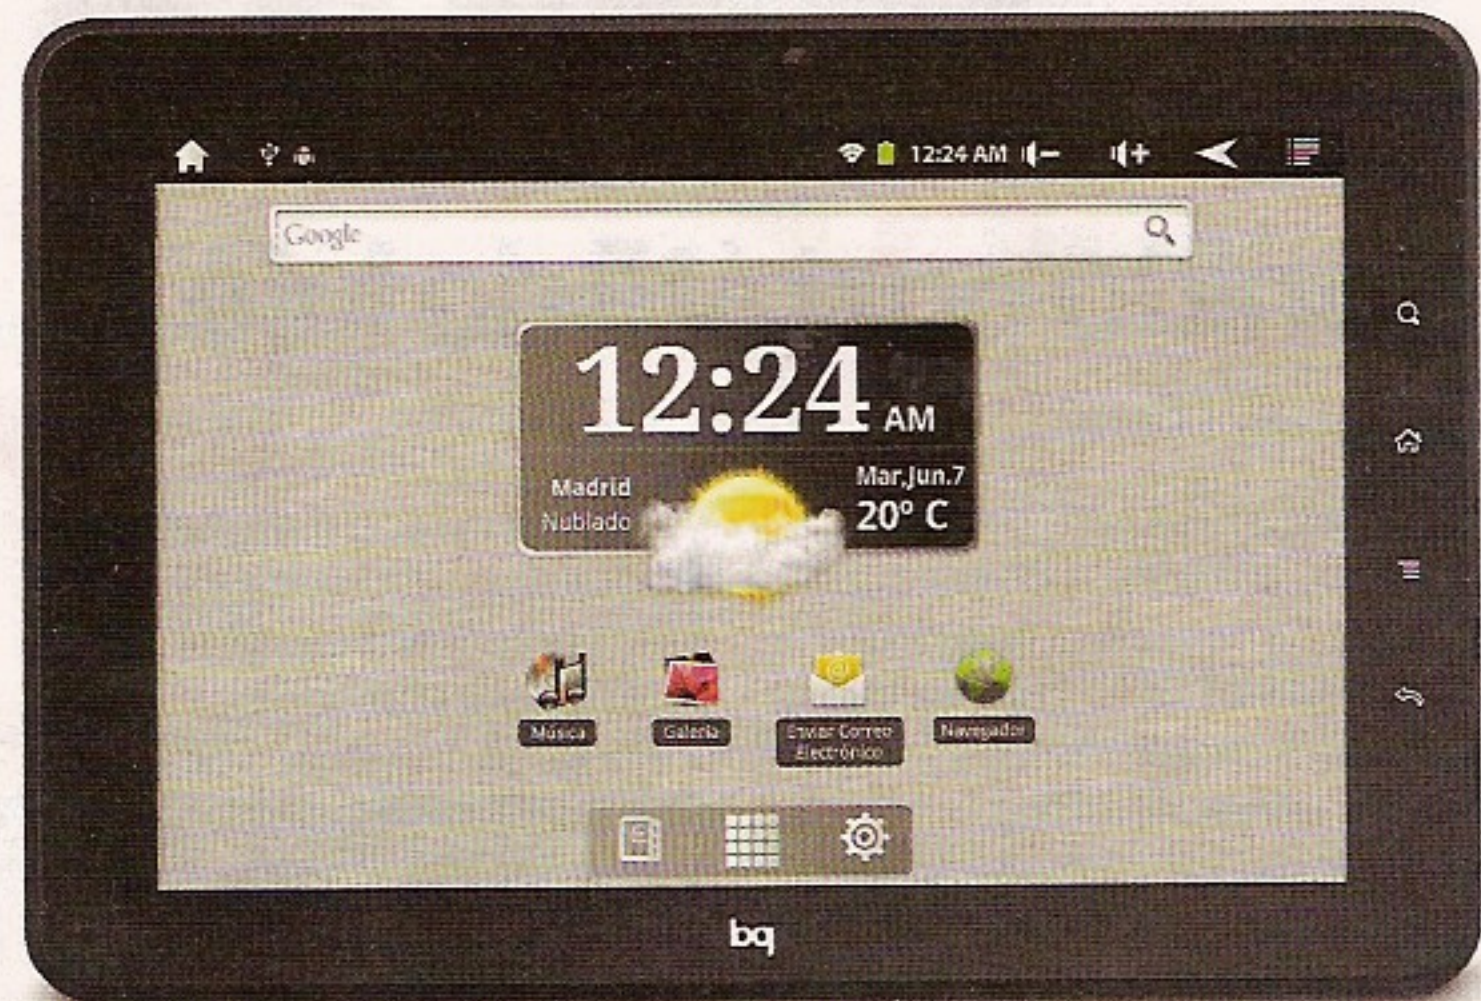 12:24 AM
Google
12:24 AM
Madrid
Nublado
Mar,Jun.7
20º C
Música
Galería
Enviar Correo
Electrónico
Navegador
bq